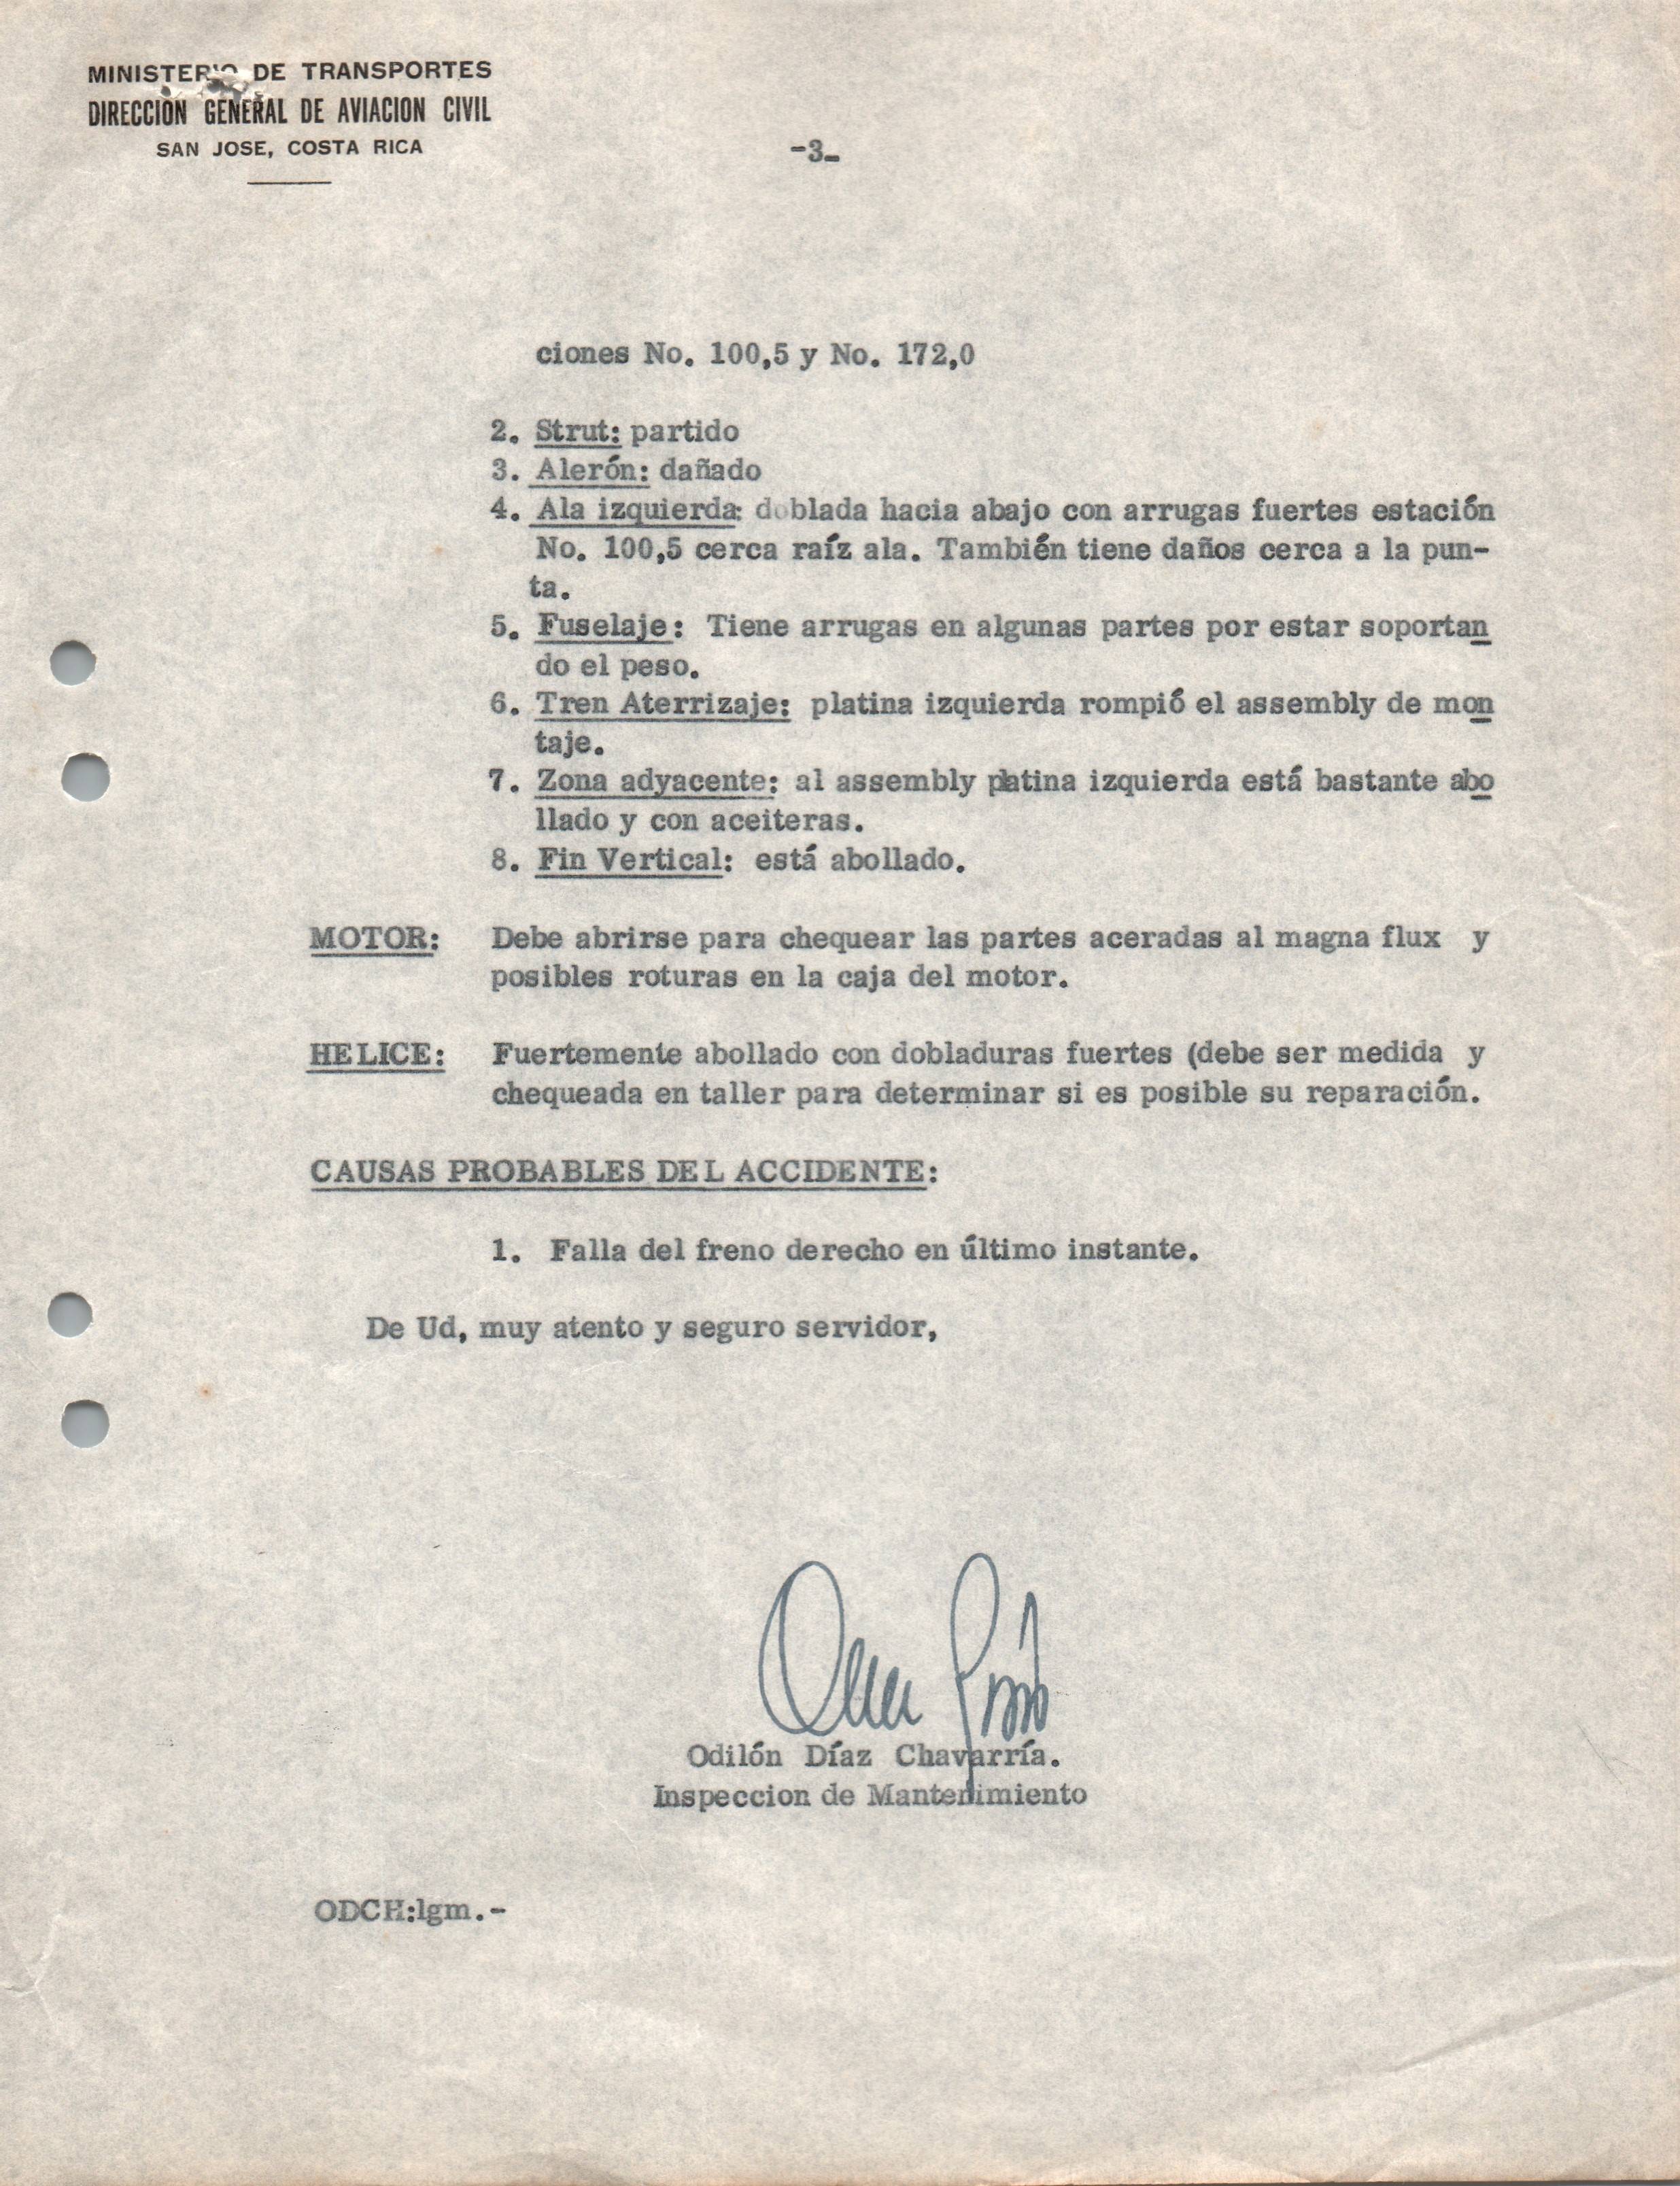 MINISTERIO DE TRANSPORTES
DIRECCION GENERAL DE AVIACION CIVIL
SAN JOSE, COSTA RICA
-3-
ciones No. 100,5 y No. 172,0
2. Strut: partido
3. Alerón: dañado
4. Ala izquierda: doblada hacia abajo con arrugas fuertes estación
No. 100,5 cerca raíz ala. También tiene daños cerca a la pun-
ta.
5. Fuselaje: Tiene arrugas en algunas partes por estar soportan
do el peso.
6. Tren Aterrizaje: platina izquierda rompió el assembly de mon
taje.
7. Zona adyacente: al assembly platina izquierda está bastante abo
llado y con aceiteras.
8. Fin Vertical: está abollado.
MOTOR: Debe abrirse para chequear las partes aceradas al magna flux y
posibles roturas en la caja del motor.
HELICE: Fuertemente abollado con dobladuras fuertes (debe ser medida y
chequeada en taller para determinar si es posible su reparación.
CAUSAS PROBABLES DEL ACCIDENTE:
1. Falla del freno derecho en último instante.
De Ud, muy atento y seguro servidor,
Odilón Díaz Chavarría.
Inspeccion de Mantenimiento
ODCH:lgm.-